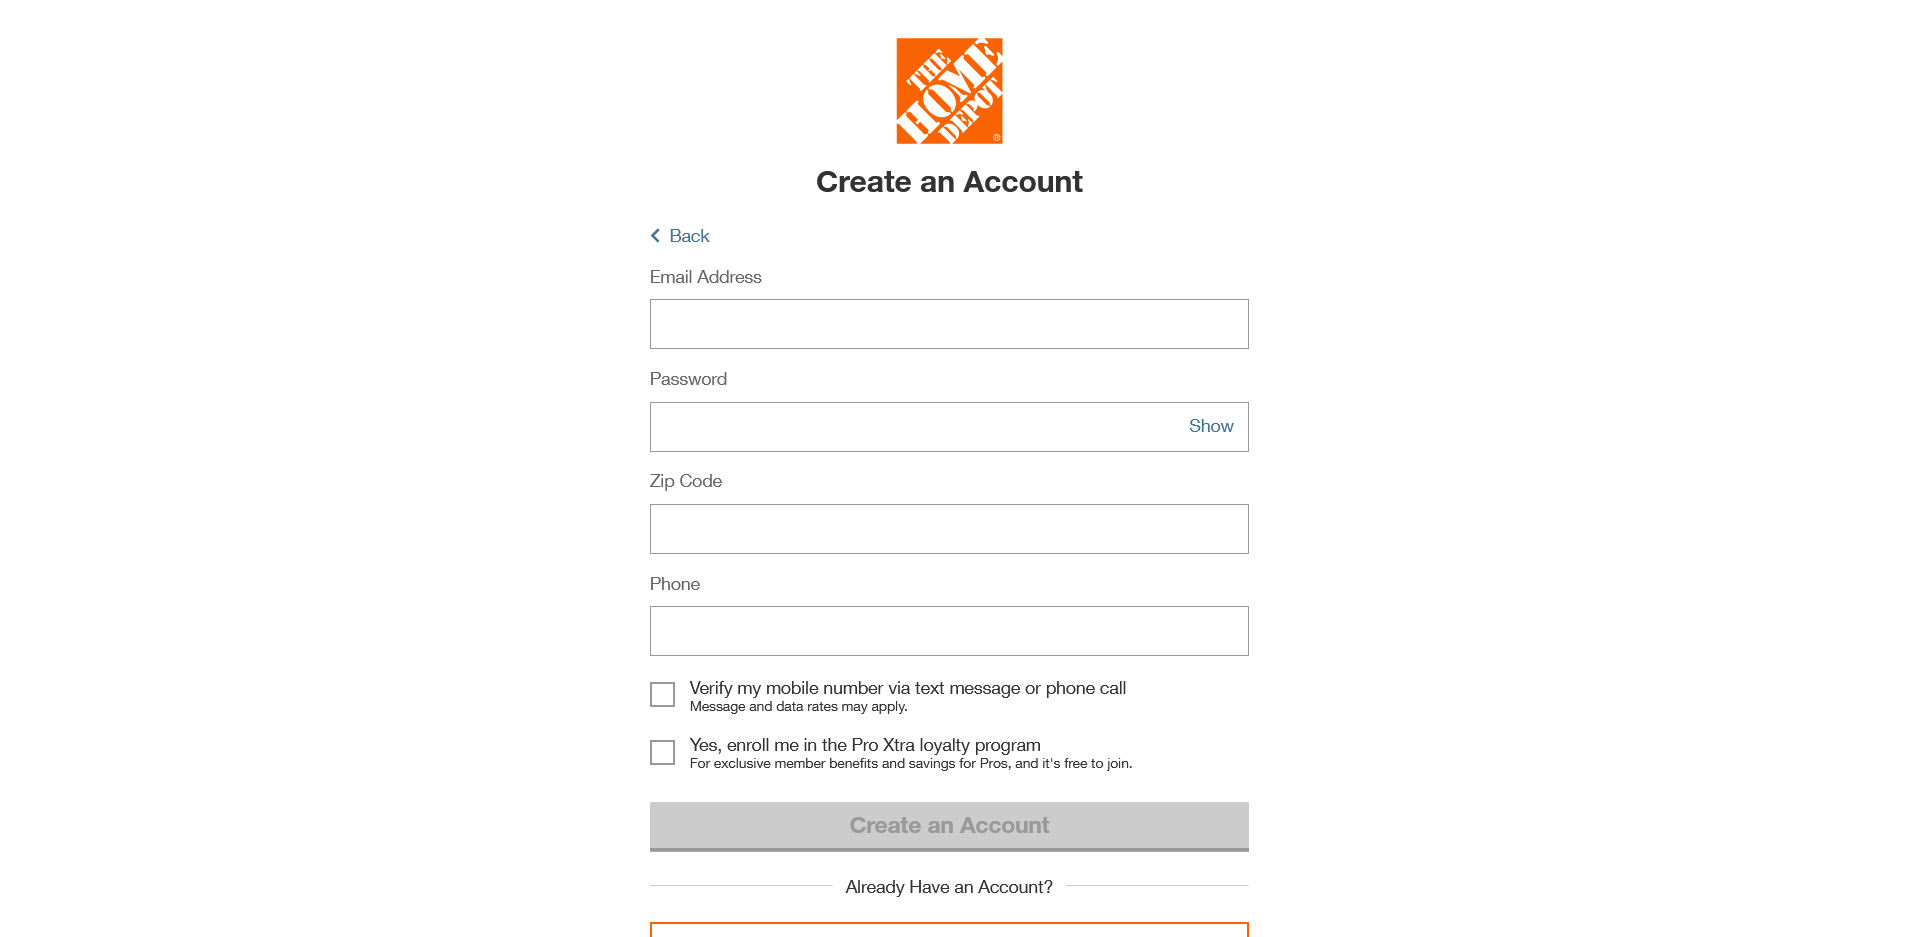 THE
HOME
DEPOT
®
Create an Account
Back
Email Address
Password
Show
Zip Code
Phone
Verify my mobile number via text message or phone call
Message and data rates may apply.
Yes, enroll me in the Pro Xtra loyalty program
For exclusive member benefits and savings for Pros, and it's free to join.
Create an Account
Already Have an Account?